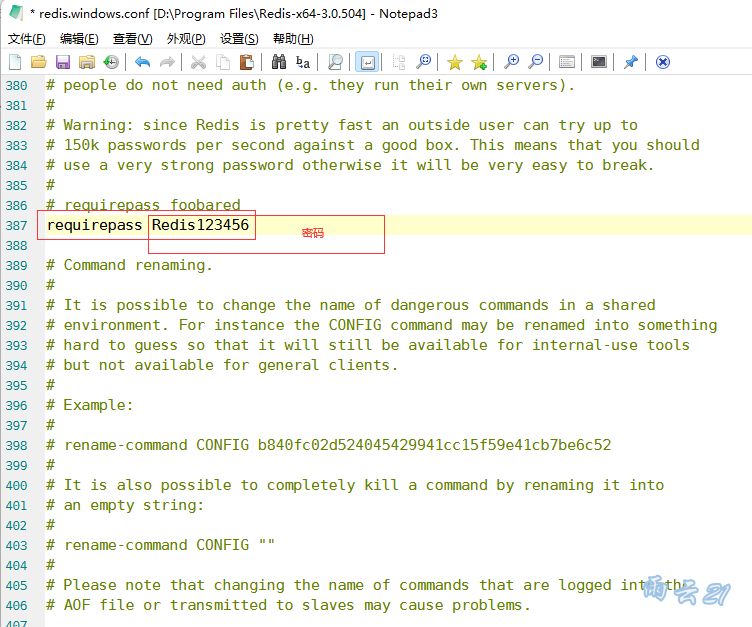 * redis.windows.conf [D:\Program Files\Redis-x64-3.0.504] - Notepad3
文件(F) 编辑(E) 查看(V) 外观(P) 设置(S) 帮助(H)
380 # people do not need auth (e.g. they run their own servers).
381 #
382 # Warning: since Redis is pretty fast an outside user can try up to
383 # 150k passwords per second against a good box. This means that you should
384 # use a very strong password otherwise it will be very easy to break.
385 #
386 # requirepass foobared
387 requirepass Redis123456 密码
388
389 # Command renaming.
390 #
391 # It is possible to change the name of dangerous commands in a shared
392 # environment. For instance the CONFIG command may be renamed into something
393 # hard to guess so that it will still be available for internal-use tools
394 # but not available for general clients.
395 #
396 # Example:
397 #
398 # rename-command CONFIG b840fc02d524045429941cc15f59e41cb7be6c52
399 #
400 # It is also possible to completely kill a command by renaming it into
401 # an empty string:
402 #
403 # rename-command CONFIG ""
404 #
405 # Please note that changing the name of commands that are logged into the
406 # AOF file or transmitted to slaves may cause problems.
407
雨云21